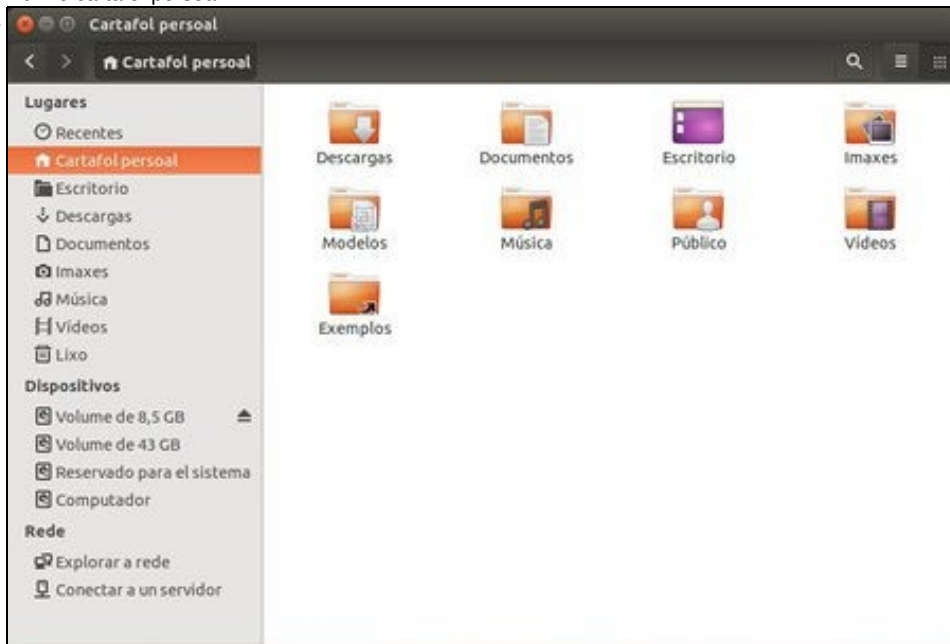 Cartafol persoal
Cartafol persoal
Lugares
Recentes
Cartafol persoal
Escritorio
Descargas
Documentos
Imaxes
Música
Vídeos
Lixo
Dispositivos
Volume de 8,5 GB
Volume de 43 GB
Reservado para el sistema
Computador
Rede
Explorar a rede
Conectar a un servidor
Descargas
Documentos
Escritorio
Imaxes
Modelos
Música
Público
Vídeos
Exemplos